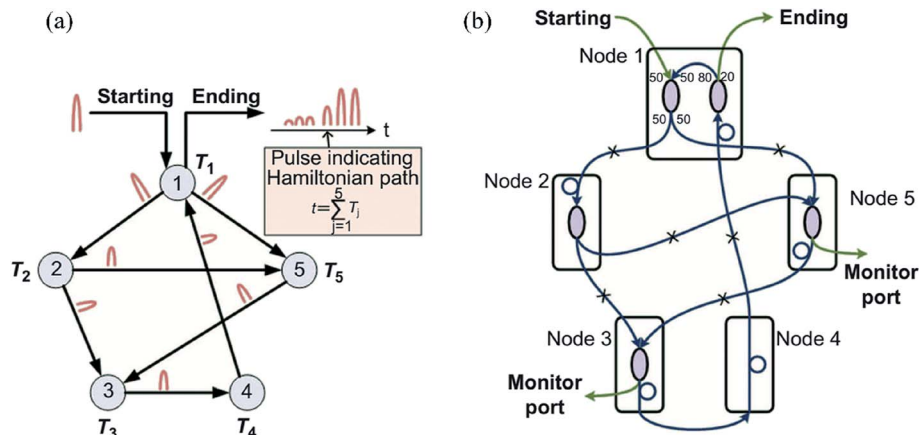 (a)
Starting
Ending
t
Pulse indicating
Hamiltonian path
t=∑⁵ⱼ₌₁ Tⱼ
T₁
1
T₂
2
5
T₅
3
4
T₃
T₄
(b)
Starting
Ending
Node 1
50 50 80 20
50 50
Node 2
Node 5
Monitor
port
Node 3
Node 4
Monitor
port